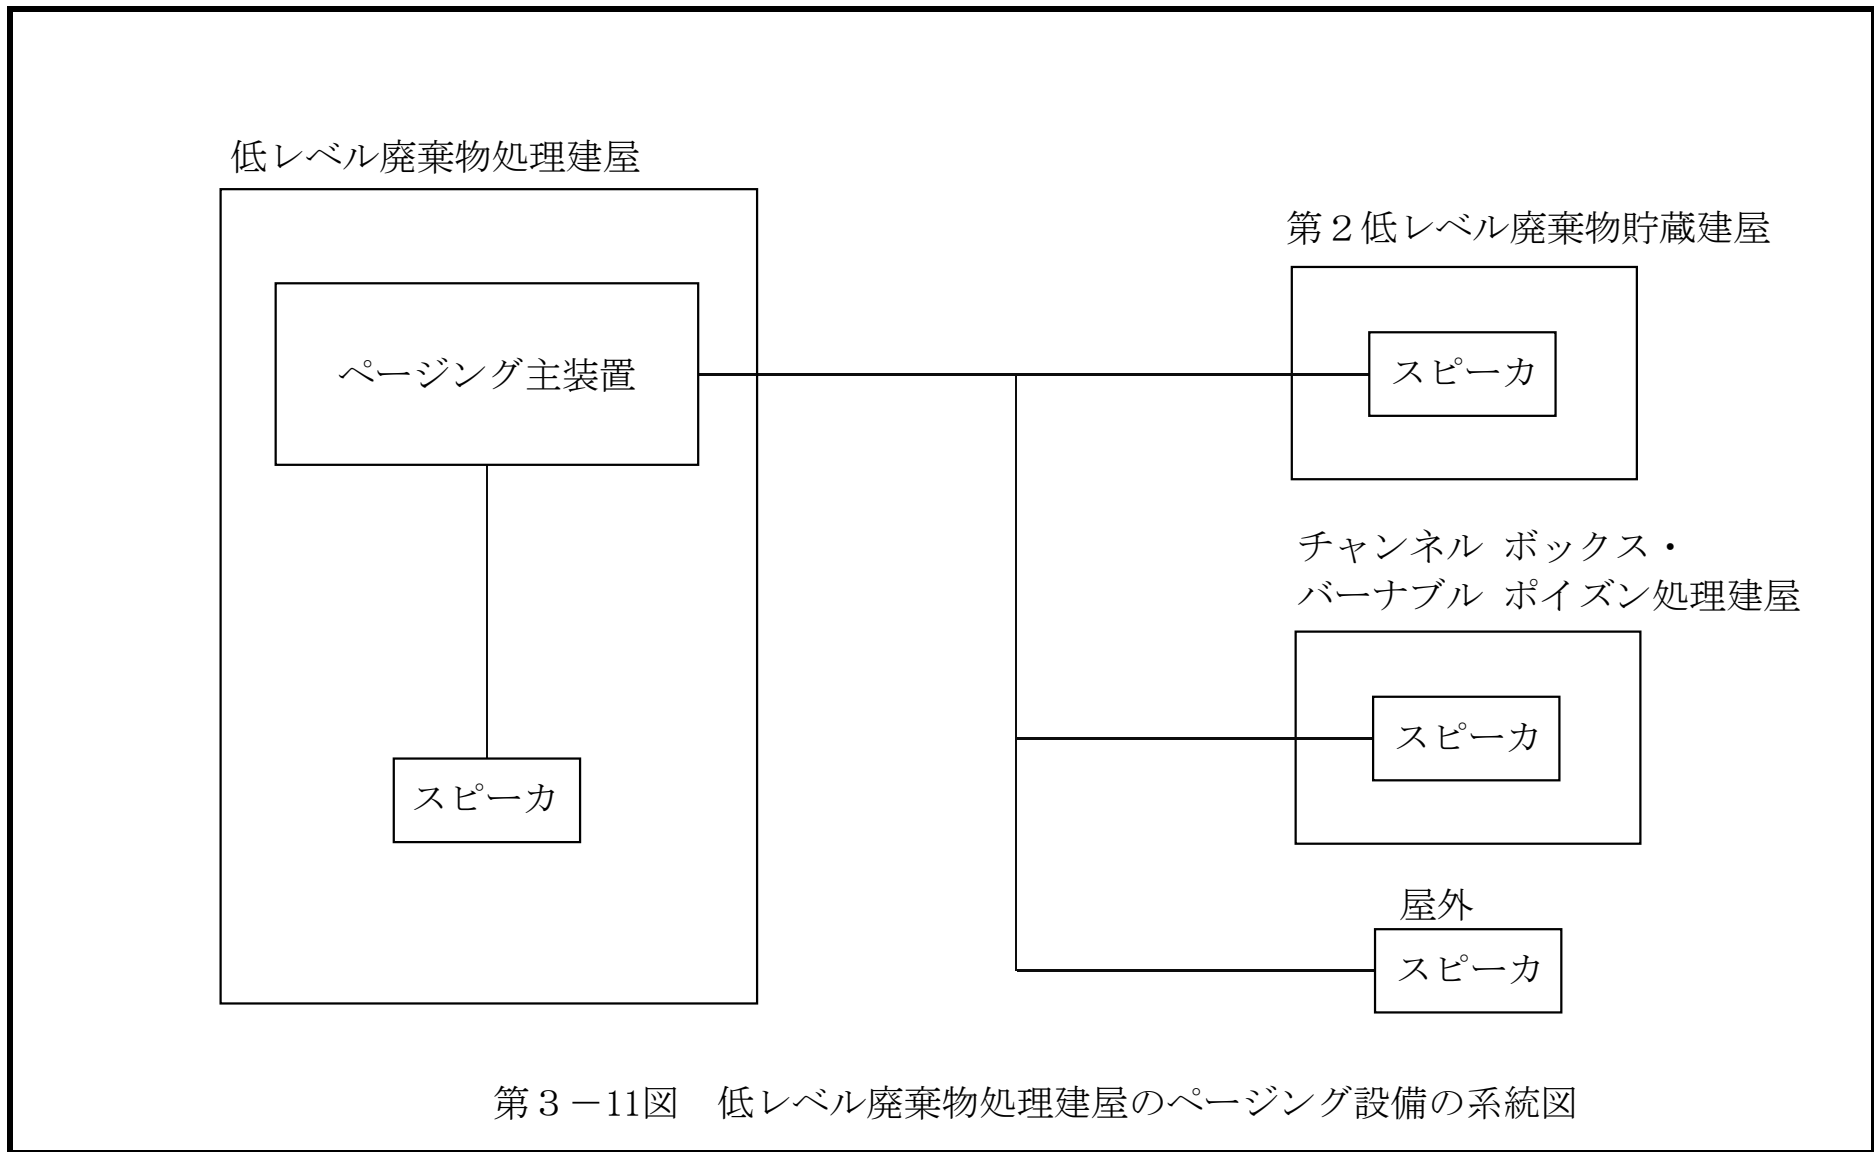 低レベル廃棄物処理建屋
ページング主装置
スピーカ
第２低レベル廃棄物貯蔵建屋
スピーカ
チャンネル ボックス・
バーナブル ポイズン処理建屋
スピーカ
屋外
スピーカ
第３－11図　低レベル廃棄物処理建屋のページング設備の系統図